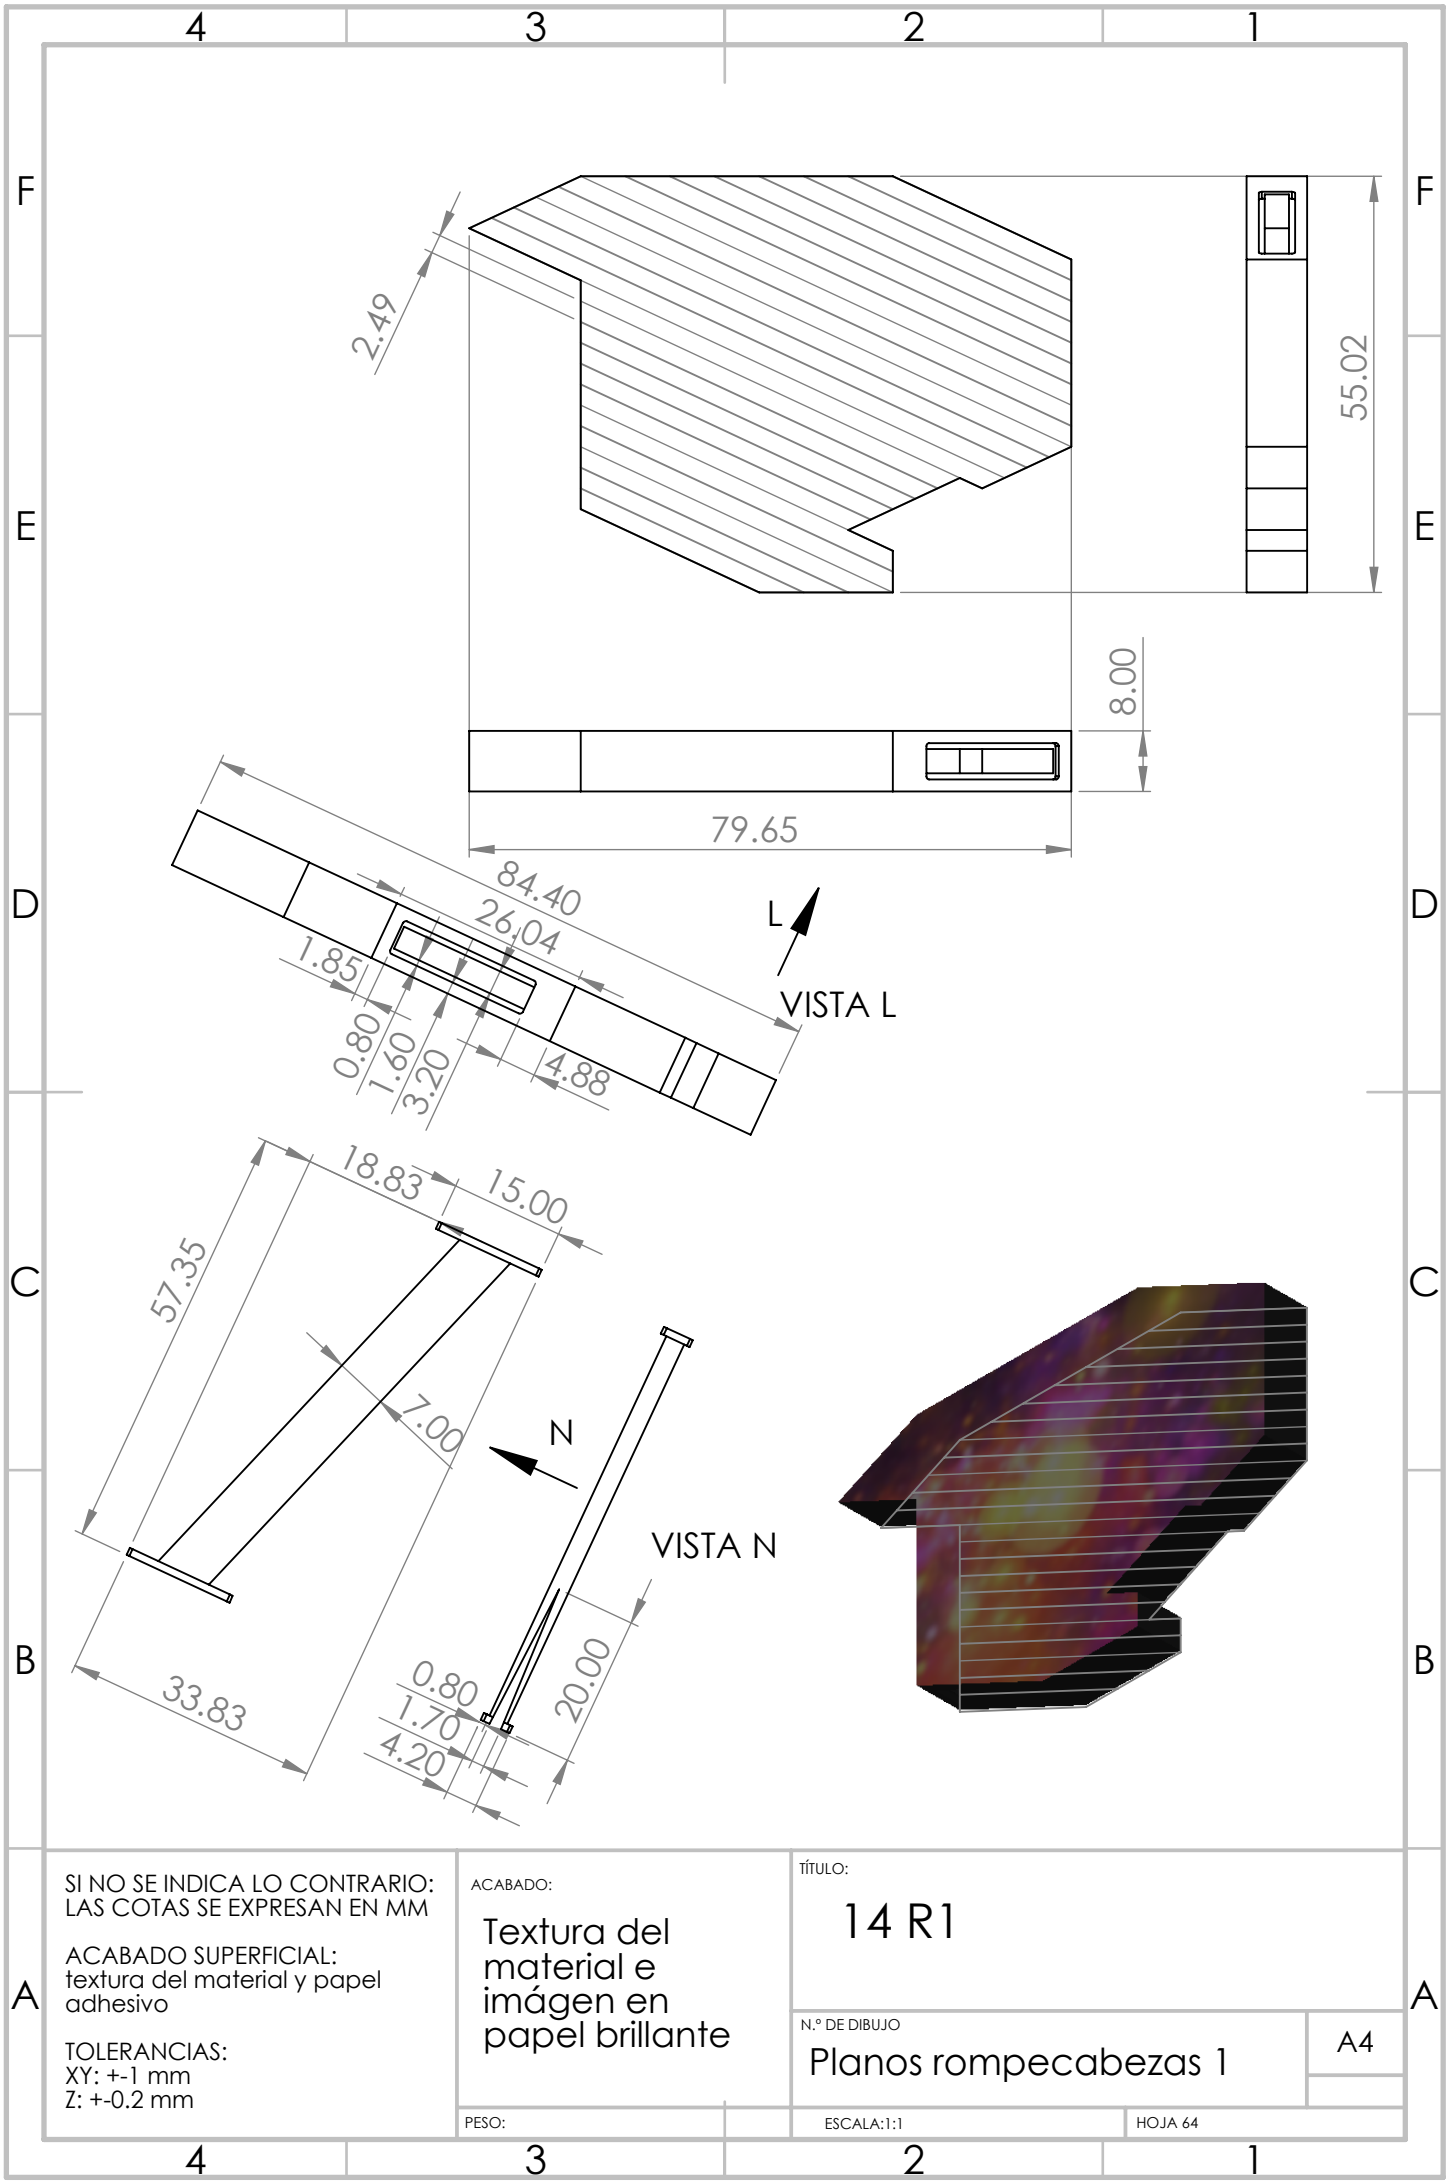 4 3 2 1
F F
2.49
55.02
E E
8.00
79.65
84.40
26.04
D L D
1.85
VISTA L
0.80
1.60
3.20
4.88
18.83
15.00
57.35
C C
7.00
N
VISTA N
B B
20.00
0.80
1.70
4.20
33.83
SI NO SE INDICA LO CONTRARIO:
LAS COTAS SE EXPRESAN EN MM
ACABADO SUPERFICIAL:
textura del material y papel
adhesivo
TOLERANCIAS:
XY: +-1 mm
Z: +-0.2 mm
ACABADO:
Textura del
material e
imágen en
papel brillante
PESO:
TÍTULO:
14 R1
A A
N.º DE DIBUJO
Planos rompecabezas 1
A4
ESCALA:1:1
HOJA 64
4 3 2 1